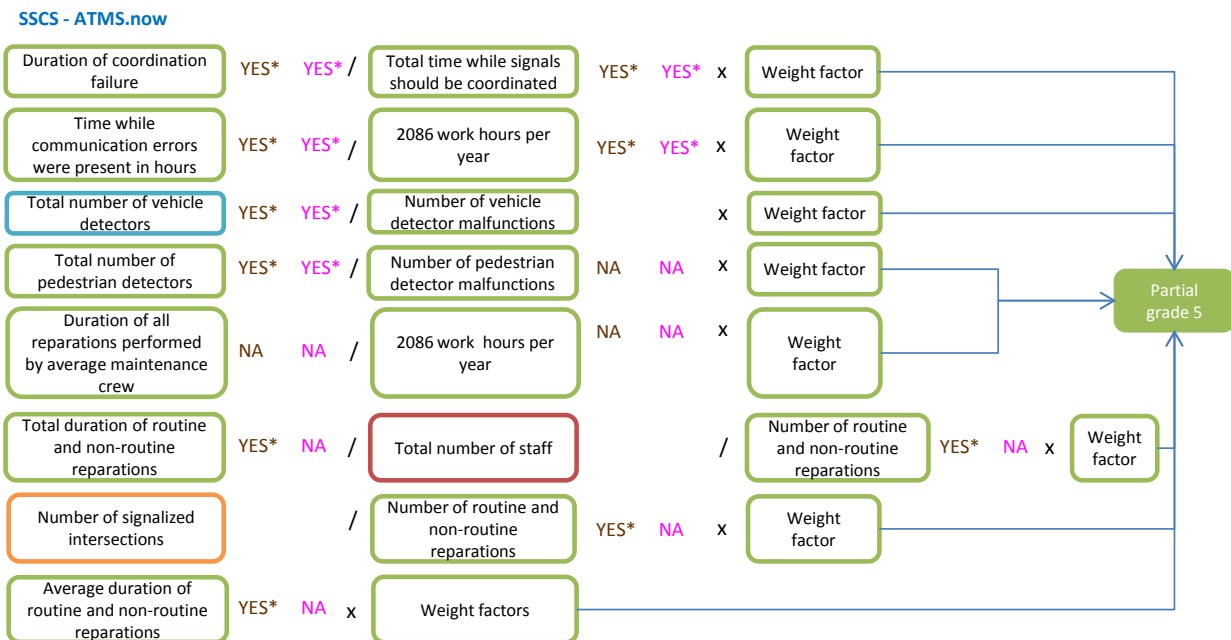 SSCS - ATMS.now
Duration of coordination
failure
YES* YES* /
Total time while signals
should be coordinated
YES* YES* x
Weight factor
Time while
communication errors
were present in hours
YES* YES* /
2086 work hours per
year
YES* YES* x
Weight
factor
Total number of vehicle
detectors
YES* YES* /
Number of vehicle
detector malfunctions
x
Weight factor
Total number of
pedestrian detectors
YES* YES* /
Number of pedestrian
detector malfunctions
NA NA x
Weight factor
Partial
grade 5
Duration of all
reparations performed
by average maintenance
crew
NA NA /
2086 work hours per
year
NA NA x
Weight
factor
Total duration of routine
and non-routine
reparations
YES* NA /
Total number of staff
/
Number of routine
and non-routine
reparations
YES* NA x
Weight
factor
Number of signalized
intersections
/
Number of routine and
non-routine
reparations
YES* NA x
Weight
factor
Average duration of
routine and non-routine
reparations
YES* NA x
Weight factors